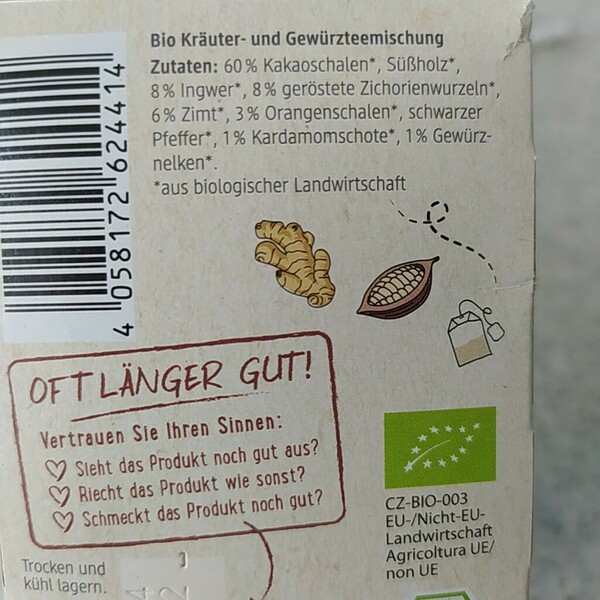 Bio Kräuter- und Gewürzteemischung
Zutaten: 60 % Kakaoschalen*, Süßholz*,
8 % Ingwer*, 8 % geröstete Zichorienwurzeln*,
6 % Zimt*, 3 % Orangenschalen*, schwarzer
Pfeffer*, 1 % Kardamomschote*, 1 % Gewürz-
nelken*.
*aus biologischer Landwirtschaft
4 058172 624414
OFT LÄNGER GUT!
Vertrauen Sie Ihren Sinnen:
Sieht das Produkt noch gut aus?
Riecht das Produkt wie sonst?
Schmeckt das Produkt noch gut?
CZ-BIO-003
EU-/Nicht-EU-
Landwirtschaft
Agricoltura UE/
non UE
Trocken und
kühl lagern.